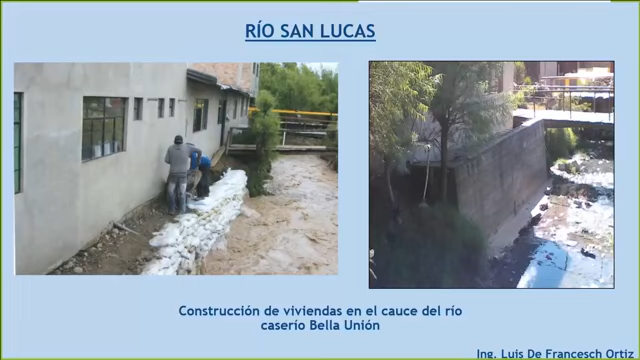 RÍO SAN LUCAS
Construcción de viviendas en el cauce del río
caserío Bella Unión
Ing. Luis De Francesch Ortiz